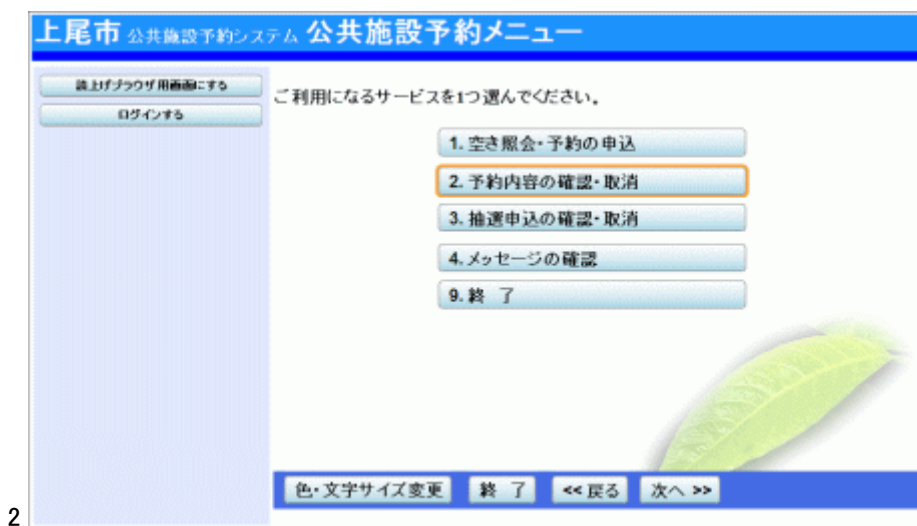 上尾市 公共施設予約システム 公共施設予約メニュー
読上げブラウザ用画面にする
ログインする
ご利用になるサービスを1つ選んでください。
1. 空き照会・予約の申込
2. 予約内容の確認・取消
3. 抽選申込の確認・取消
4. メッセージの確認
9. 終 了
色・文字サイズ変更 終 了 << 戻る 次へ >>
2